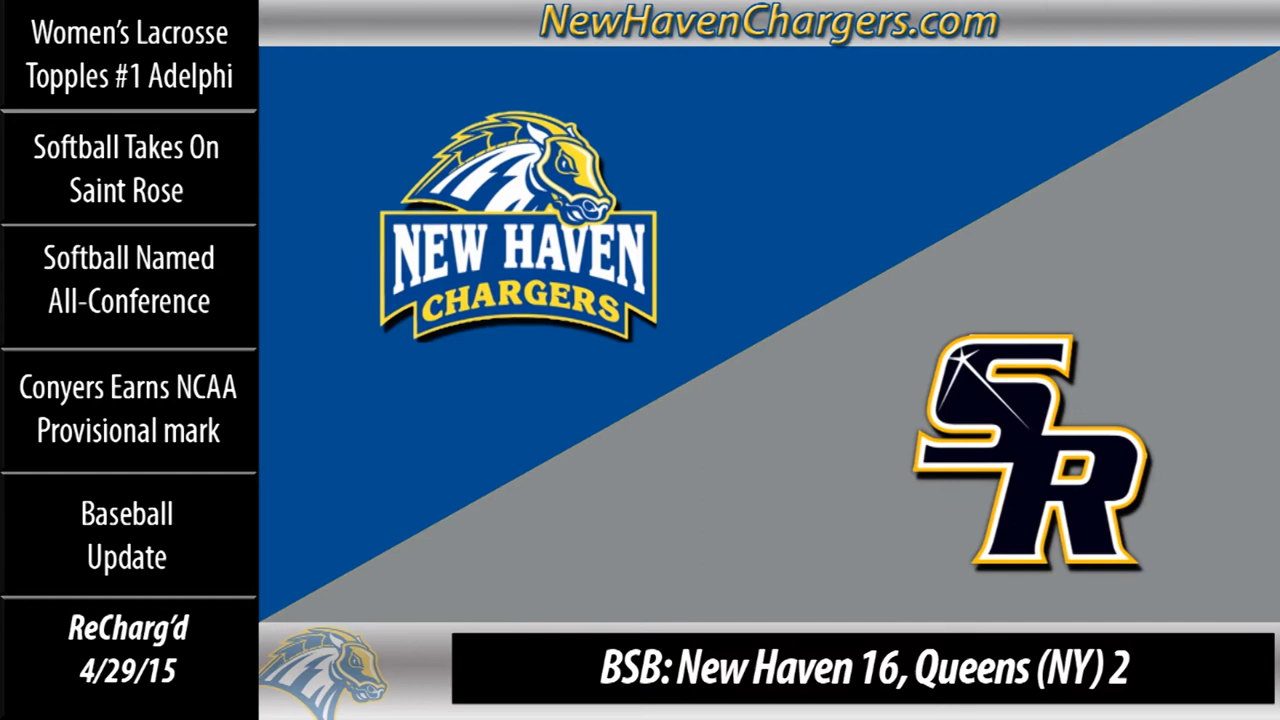 Women's Lacrosse
Topples #1 Adelphi
Softball Takes On
Saint Rose
Softball Named
All-Conference
Conyers Earns NCAA
Provisional mark
Baseball
Update
ReCharg'd
4/29/15
NewHavenChargers.com
NEW HAVEN
CHARGERS
SR
BSB: New Haven 16, Queens (NY) 2